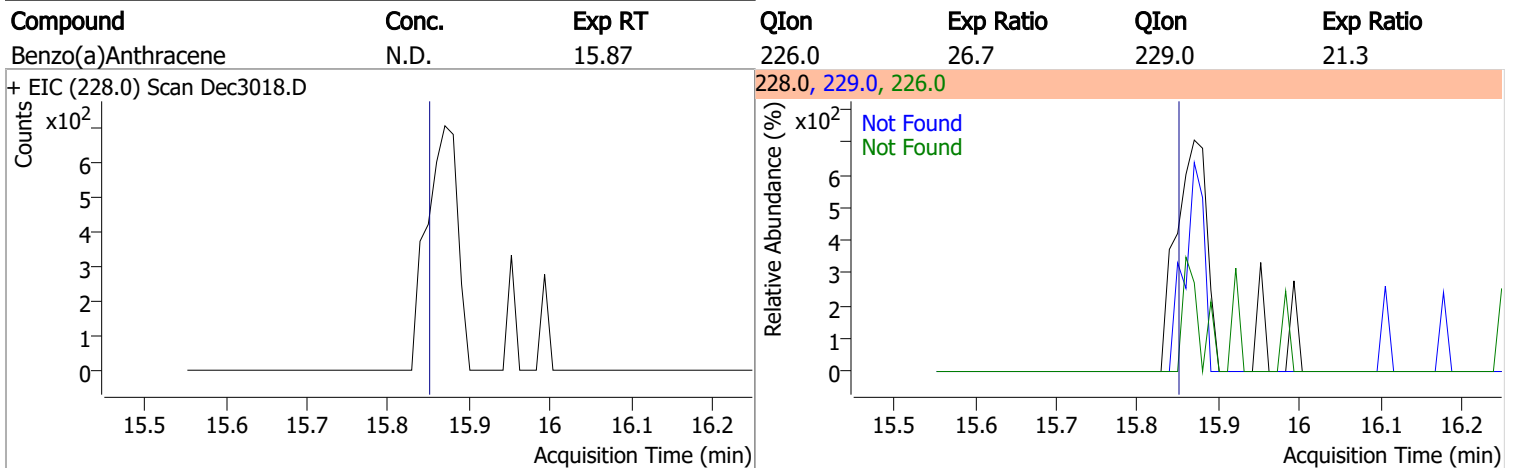 Compound Conc. Exp RT QIon Exp Ratio QIon Exp Ratio
Benzo(a)Anthracene N.D. 15.87 226.0 26.7 229.0 21.3
+ EIC (228.0) Scan Dec3018.D
Counts
x10²
6
5
4
3
2
1
0
15.5 15.6 15.7 15.8 15.9 16 16.1 16.2
Acquisition Time (min)
228.0, 229.0, 226.0
Relative Abundance (%)
x10²
Not Found
Not Found
6
5
4
3
2
1
0
15.5 15.6 15.7 15.8 15.9 16 16.1 16.2
Acquisition Time (min)